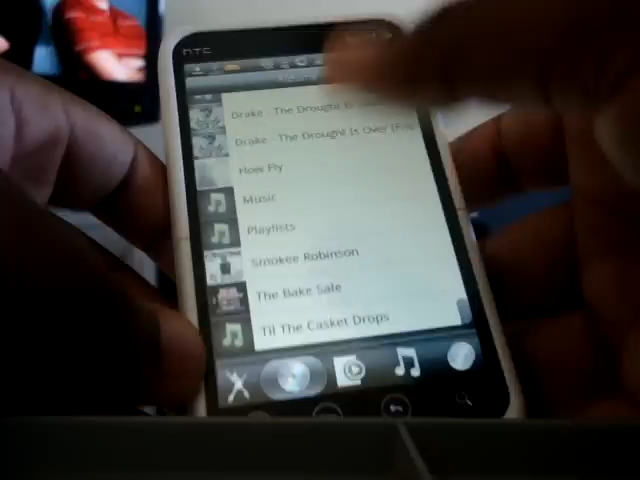 hTC
Drake - The Drought Is
Drake - The Drought Is Over
How Fly
Music
Playlists
Smokee Robinson
The Bake Sale
Til The Casket Drops